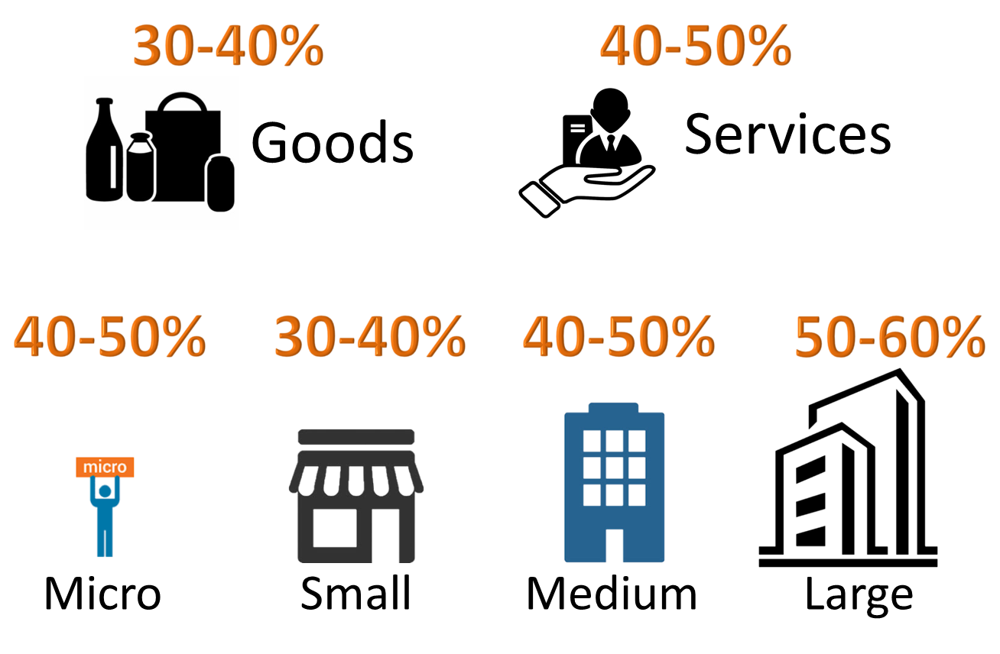 30-40%
40-50%
Goods
Services
40-50%
30-40%
40-50%
50-60%
micro
Micro
Small
Medium
Large